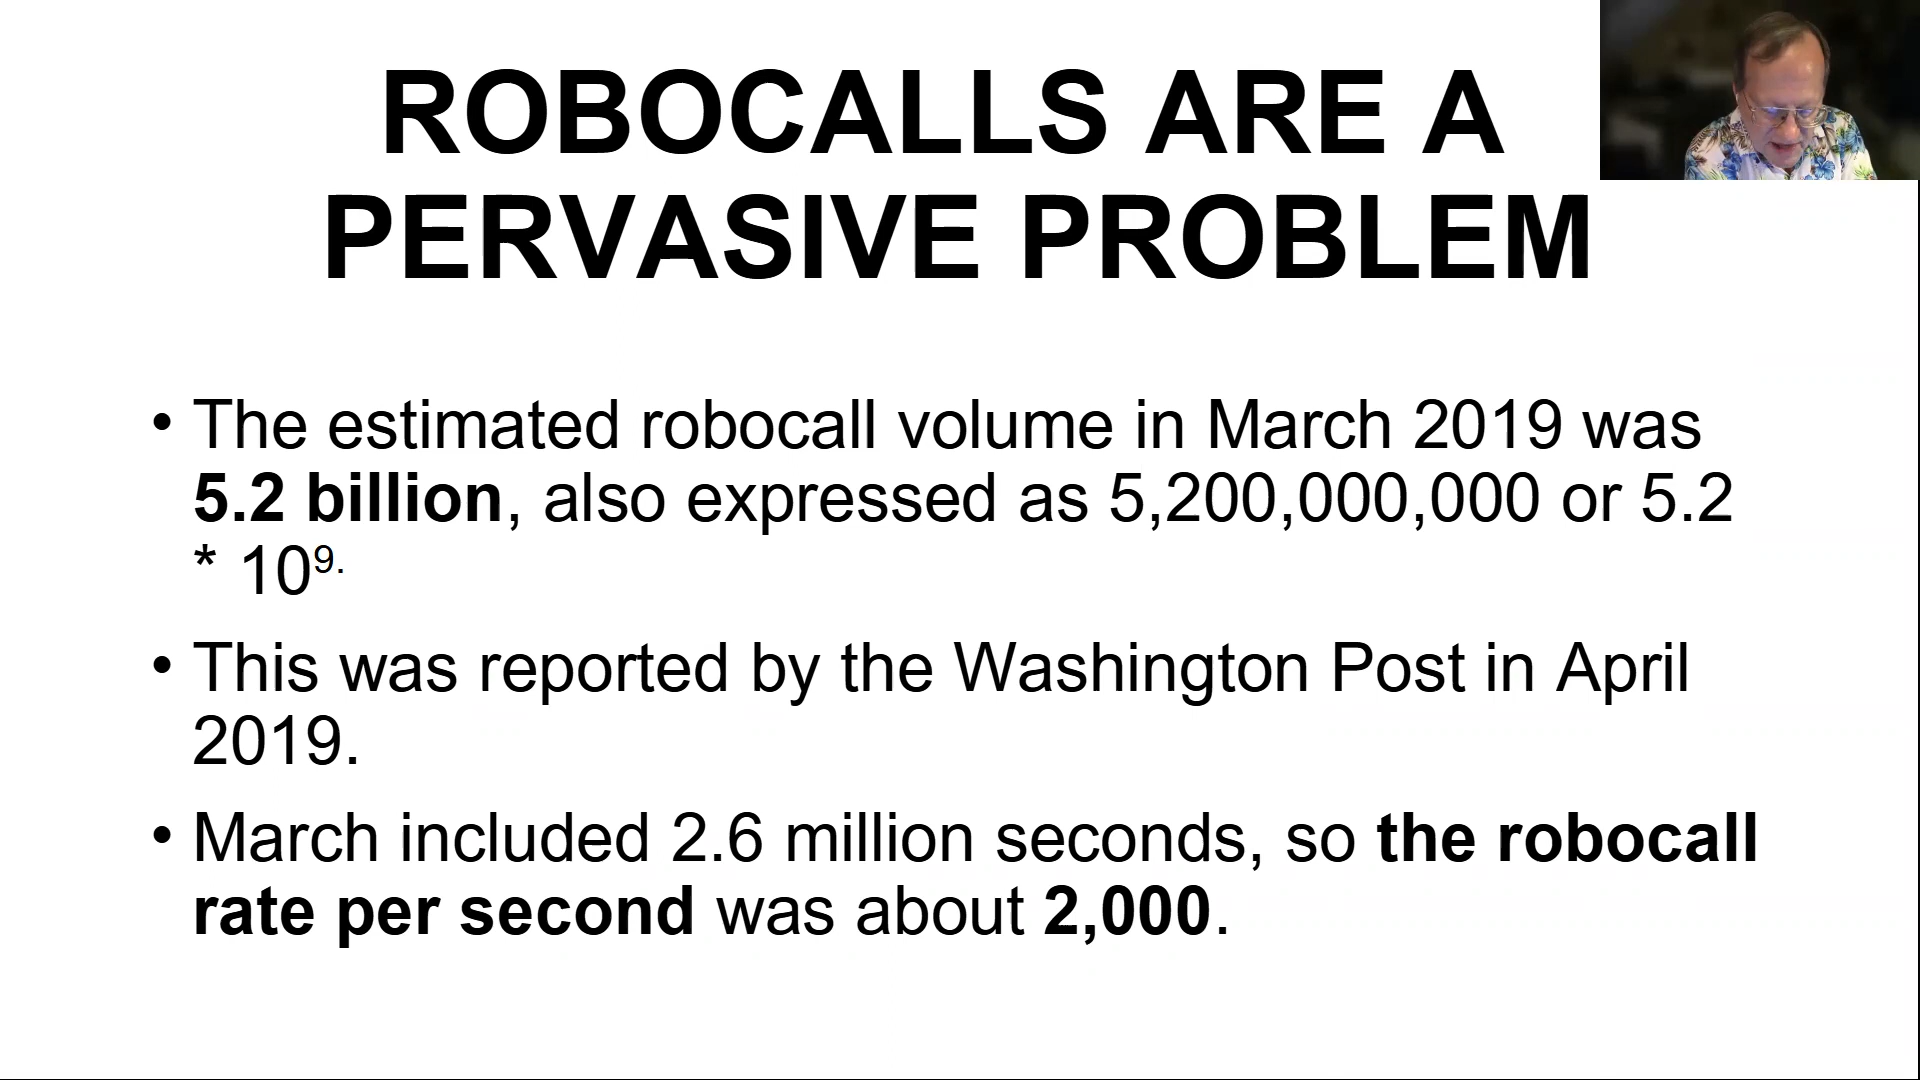 ROBOCALLS ARE A
PERVASIVE PROBLEM
• The estimated robocall volume in March 2019 was
5.2 billion, also expressed as 5,200,000,000 or 5.2
* 10⁹.
• This was reported by the Washington Post in April
2019.
• March included 2.6 million seconds, so the robocall
rate per second was about 2,000.